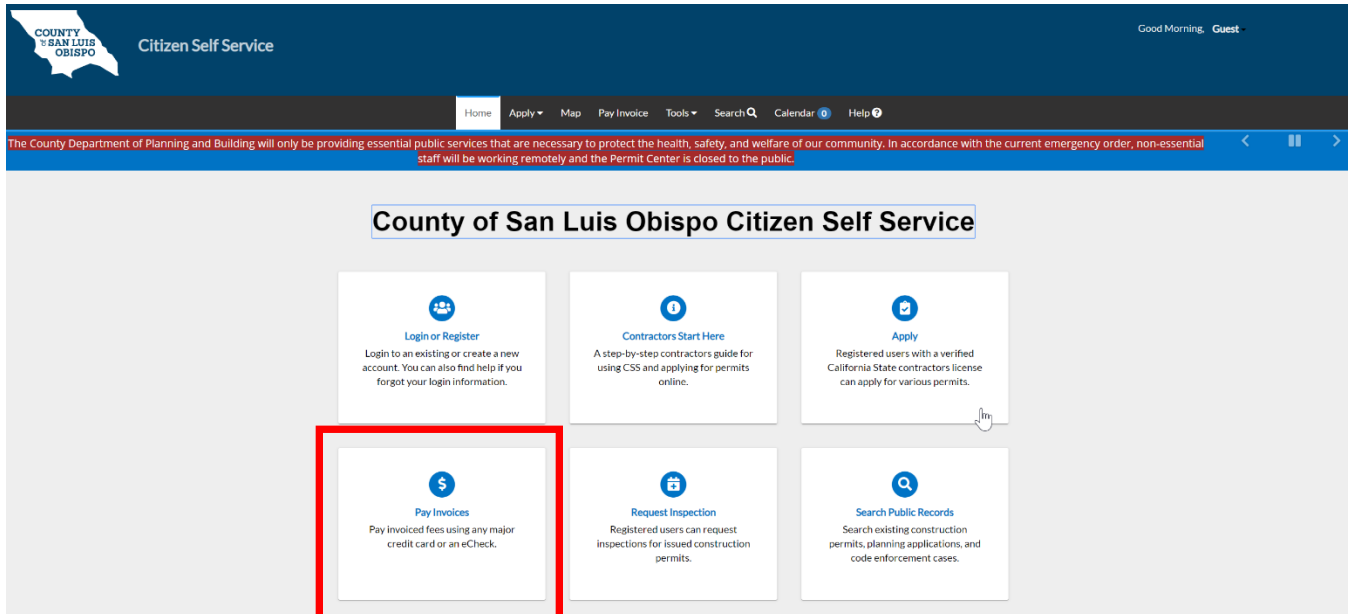 COUNTY
OF SAN LUIS
OBISPO
Citizen Self Service
Good Morning, Guest
Home Apply Map Pay Invoice Tools Search Calendar 0 Help ?
The County Department of Planning and Building will only be providing essential public services that are necessary to protect the health, safety, and welfare of our community. In accordance with the current emergency order, non-essential
staff will be working remotely and the Permit Center is closed to the public.
County of San Luis Obispo Citizen Self Service
Login or Register
Login to an existing or create a new
account. You can also find help if you
forgot your login information.
Contractors Start Here
A step-by-step contractors guide for
using CSS and applying for permits
online.
Apply
Registered users with a verified
California State contractors license
can apply for various permits.
$
Pay Invoices
Pay invoiced fees using any major
credit card or an eCheck.
Request Inspection
Registered users can request
inspections for issued construction
permits.
Search Public Records
Search existing construction
permits, planning applications, and
code enforcement cases.